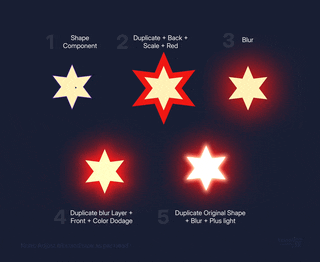 1 Shape
Component
2 Duplicate + Back +
Scale + Red
3 Blur
4 Duplicate blur Layer +
Front + Color Dodage
5 Duplicate Original Shape
+ Blur + Plus light